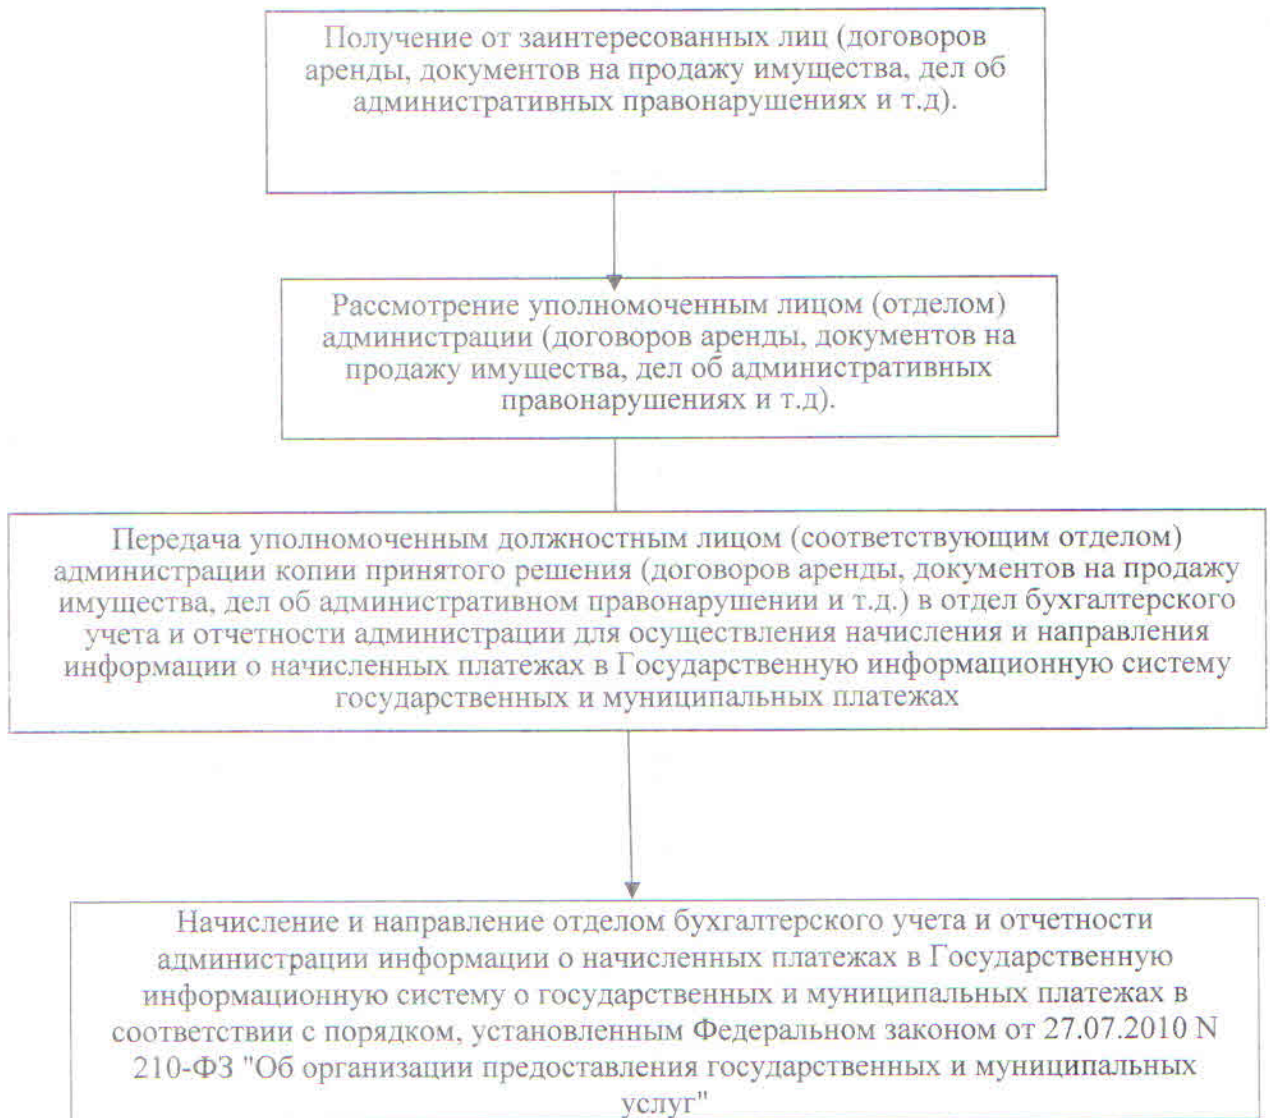 Получение от заинтересованных лиц (договоров
аренды, документов на продажу имущества, дел об
административных правонарушениях и т.д).
Рассмотрение уполномоченным лицом (отделом)
администрации (договоров аренды, документов на
продажу имущества, дел об административных
правонарушениях и т.д).
Передача уполномоченным должностным лицом (соответствующим отделом)
администрации копии принятого решения (договоров аренды, документов на продажу
имущества, дел об административном правонарушении и т.д.) в отдел бухгалтерского
учета и отчетности администрации для осуществления начисления и направления
информации о начисленных платежах в Государственную информационную систему
государственных и муниципальных платежах
Начисление и направление отделом бухгалтерского учета и отчетности
администрации информации о начисленных платежах в Государственную
информационную систему о государственных и муниципальных платежах в
соответствии с порядком, установленным Федеральном законом от 27.07.2010 N
210-ФЗ "Об организации предоставления государственных и муниципальных
услуг"